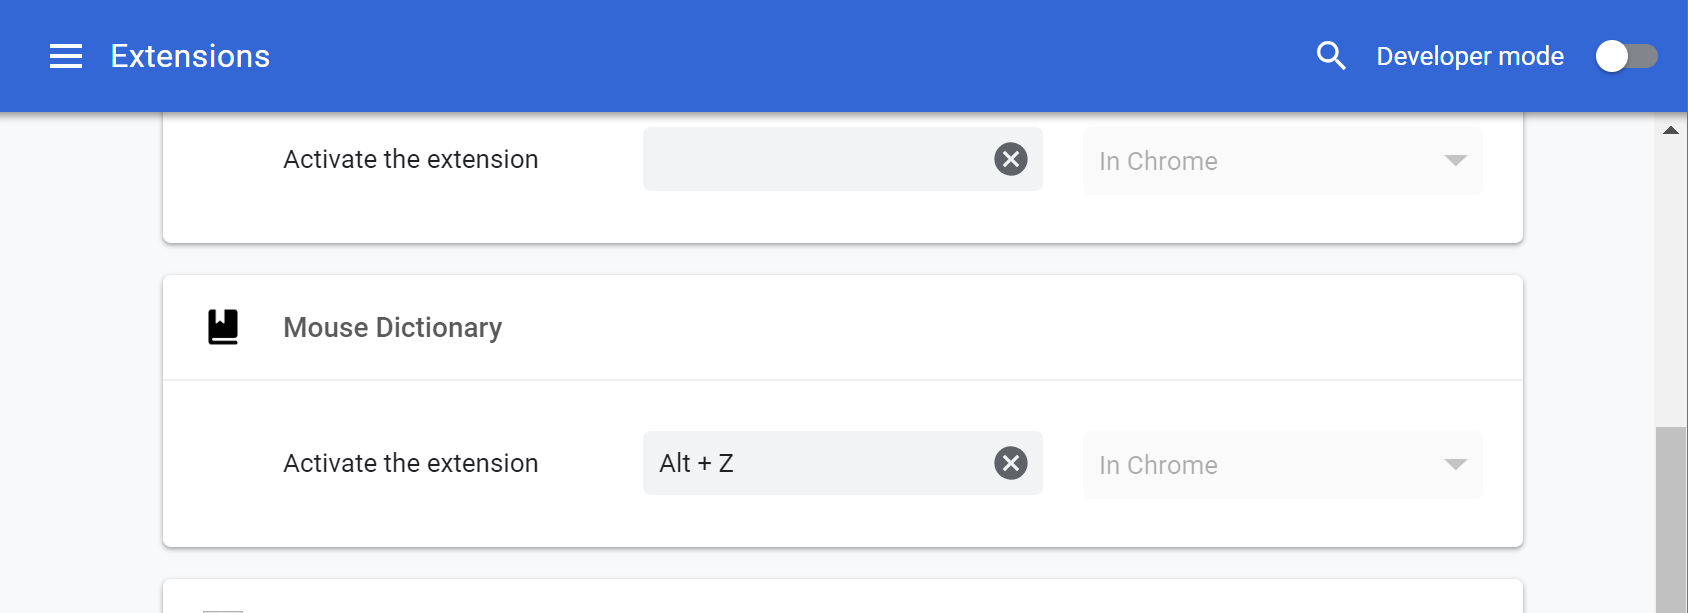 Extensions
Developer mode
Activate the extension
In Chrome
Mouse Dictionary
Activate the extension
Alt + Z
In Chrome